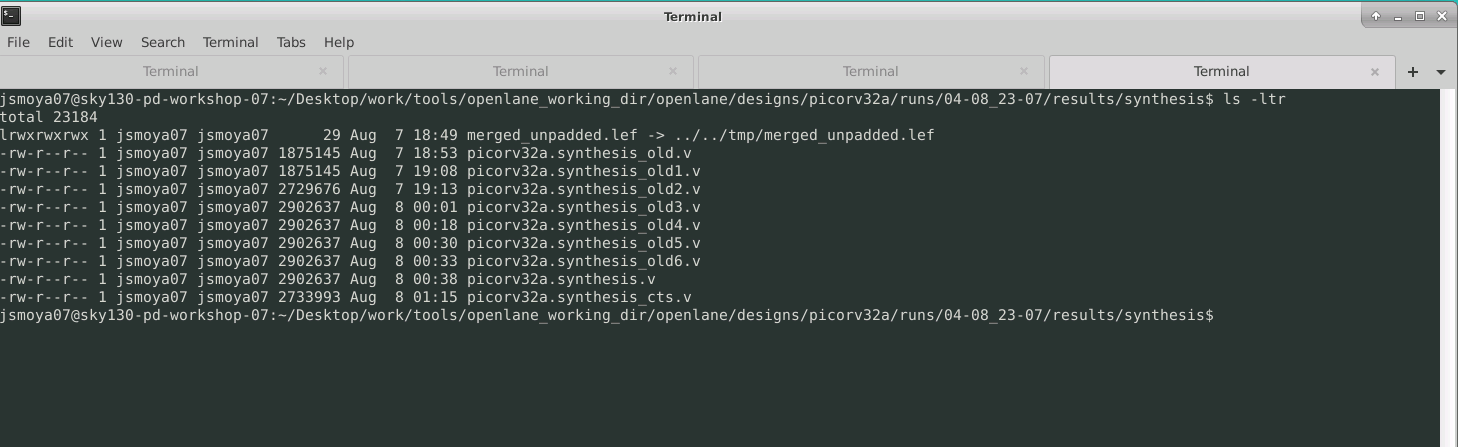 Terminal
File Edit View Search Terminal Tabs Help
Terminal Terminal Terminal Terminal
jsmoya07@sky130-pd-workshop-07:~/Desktop/work/tools/openlane_working_dir/openlane/picorv32a/runs/04-08_23-07/results/synthesis$ ls -ltr
total 23184
lrwxrwxrwx 1 jsmoya07 jsmoya07      29 Aug  7 18:49 merged_unpadded.lef -> ../../tmp/merged_unpadded.lef
-rw-r--r-- 1 jsmoya07 jsmoya07 1875145 Aug  7 18:53 picorv32a.synthesis_old.v
-rw-r--r-- 1 jsmoya07 jsmoya07 1875145 Aug  7 19:08 picorv32a.synthesis_old1.v
-rw-r--r-- 1 jsmoya07 jsmoya07 2729676 Aug  7 19:13 picorv32a.synthesis_old2.v
-rw-r--r-- 1 jsmoya07 jsmoya07 2902637 Aug  8 00:01 picorv32a.synthesis_old3.v
-rw-r--r-- 1 jsmoya07 jsmoya07 2902637 Aug  8 00:18 picorv32a.synthesis_old4.v
-rw-r--r-- 1 jsmoya07 jsmoya07 2902637 Aug  8 00:30 picorv32a.synthesis_old5.v
-rw-r--r-- 1 jsmoya07 jsmoya07 2902637 Aug  8 00:33 picorv32a.synthesis_old6.v
-rw-r--r-- 1 jsmoya07 jsmoya07 2902637 Aug  8 00:38 picorv32a.synthesis.v
-rw-r--r-- 1 jsmoya07 jsmoya07 2733993 Aug  8 01:15 picorv32a.synthesis_cts.v
jsmoya07@sky130-pd-workshop-07:~/Desktop/work/tools/openlane_working_dir/openlane/designs/picorv32a/runs/04-08_23-07/results/synthesis$